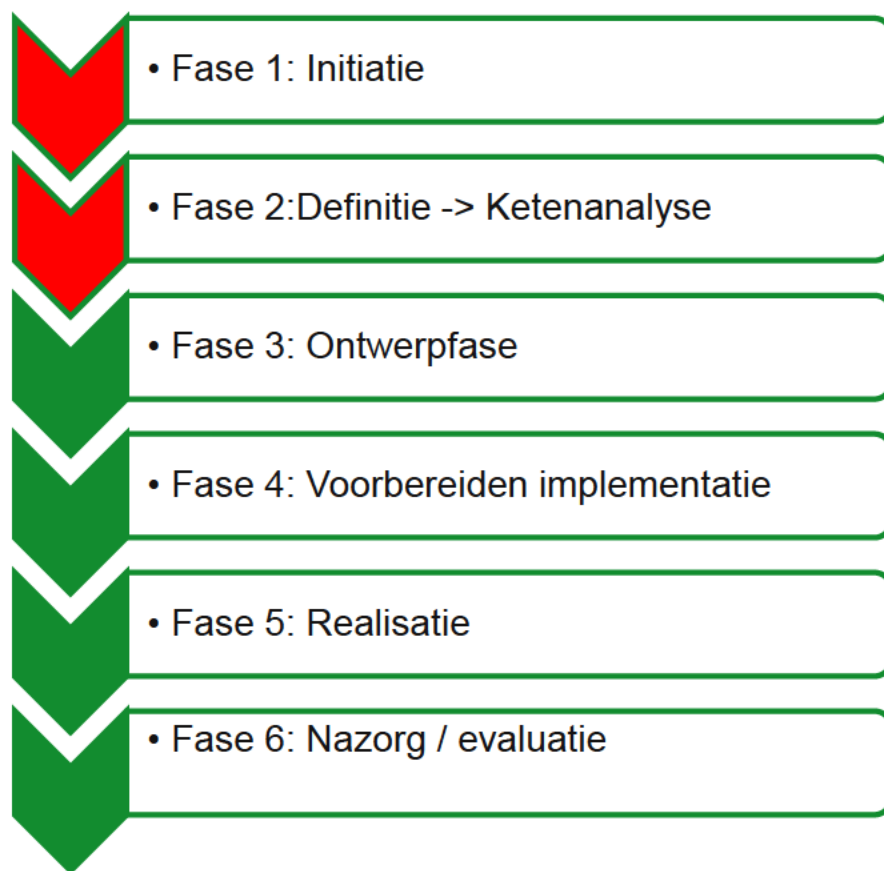 • Fase 1: Initiatie
• Fase 2:Definitie -> Ketenanalyse
• Fase 3: Ontwerpfase
• Fase 4: Voorbereiden implementatie
• Fase 5: Realisatie
• Fase 6: Nazorg / evaluatie